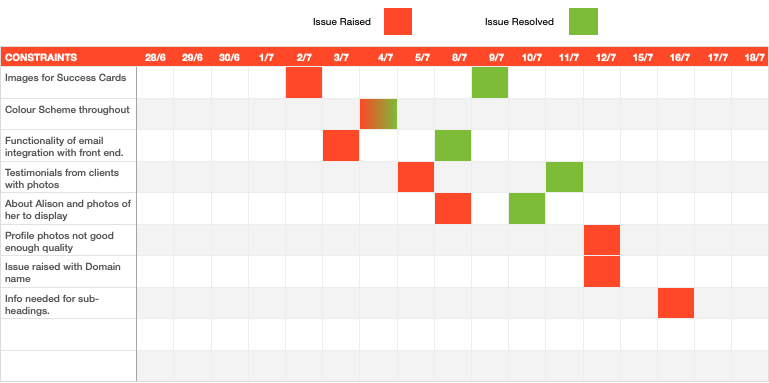 Issue Raised
Issue Resolved
CONSTRAINTS 28/6 29/6 30/6 1/7 2/7 3/7 4/7 5/7 8/7 9/7 10/7 11/7 12/7 15/7 16/7 17/7 18/7
Images for Success Cards
Colour Scheme throughout
Functionality of email
integration with front end.
Testimonials from clients
with photos
About Alison and photos of
her to display
Profile photos not good
enough quality
Issue raised with Domain
name
Info needed for sub-
headings.